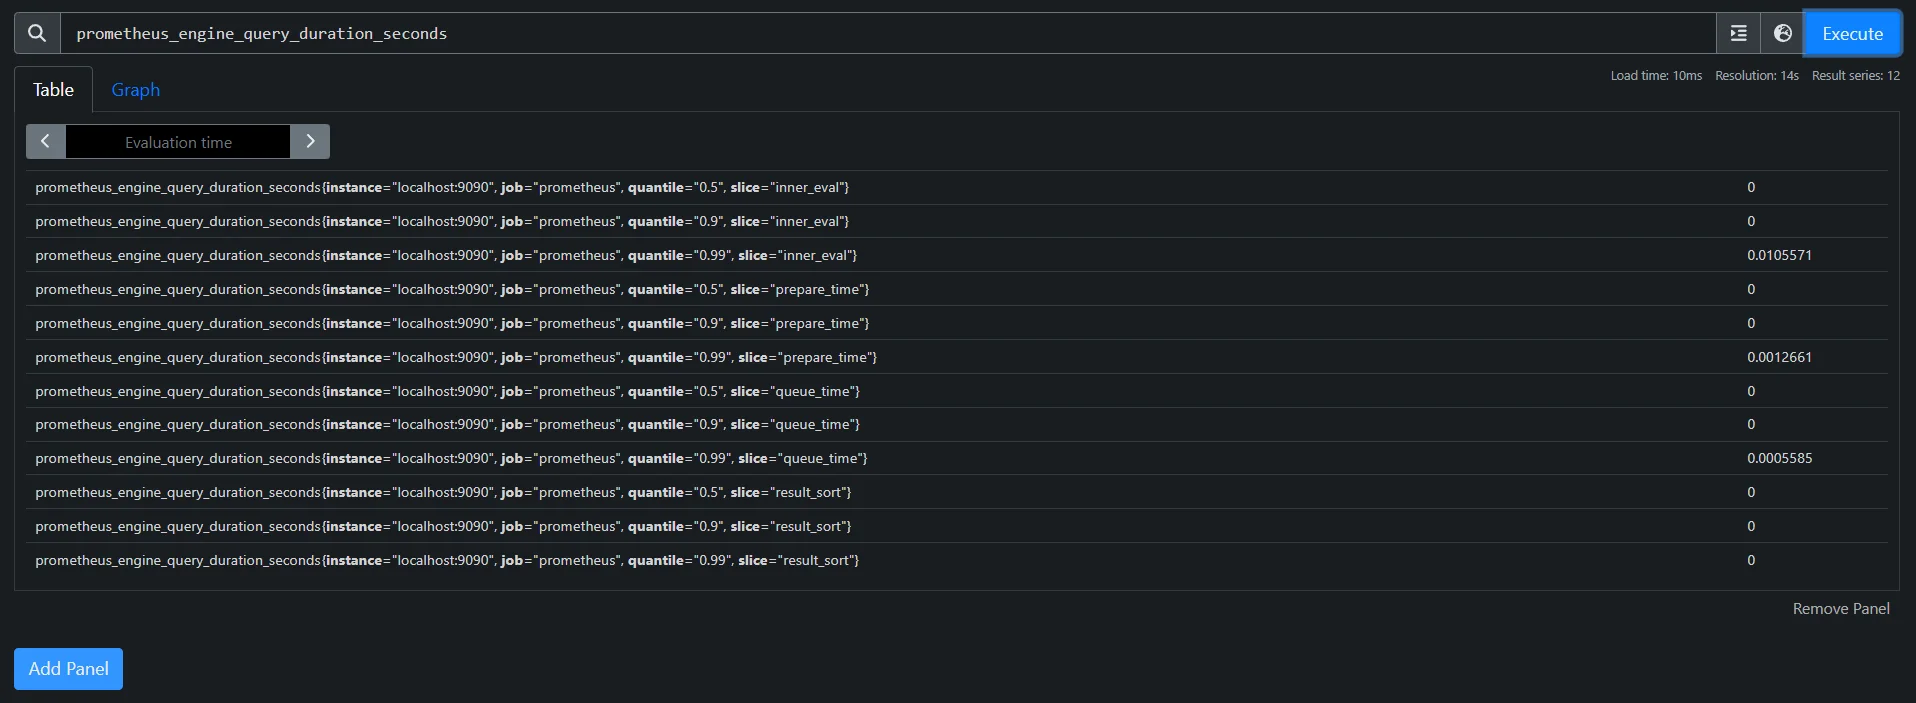 prometheus_engine_query_duration_seconds
Execute
Table Graph
Load time: 10ms Resolution: 14s Result series: 12
Evaluation time
prometheus_engine_query_duration_seconds{instance="localhost:9090", job="prometheus", quantile="0.5", slice="inner_eval"} 0
prometheus_engine_query_duration_seconds{instance="localhost:9090", job="prometheus", quantile="0.9", slice="inner_eval"} 0
prometheus_engine_query_duration_seconds{instance="localhost:9090", job="prometheus", quantile="0.99", slice="inner_eval"} 0.0105571
prometheus_engine_query_duration_seconds{instance="localhost:9090", job="prometheus", quantile="0.5", slice="prepare_time"} 0
prometheus_engine_query_duration_seconds{instance="localhost:9090", job="prometheus", quantile="0.9", slice="prepare_time"} 0
prometheus_engine_query_duration_seconds{instance="localhost:9090", job="prometheus", quantile="0.99", slice="prepare_time"} 0.0012661
prometheus_engine_query_duration_seconds{instance="localhost:9090", job="prometheus", quantile="0.5", slice="queue_time"} 0
prometheus_engine_query_duration_seconds{instance="localhost:9090", job="prometheus", quantile="0.9", slice="queue_time"} 0
prometheus_engine_query_duration_seconds{instance="localhost:9090", job="prometheus", quantile="0.99", slice="queue_time"} 0.0005585
prometheus_engine_query_duration_seconds{instance="localhost:9090", job="prometheus", quantile="0.5", slice="result_sort"} 0
prometheus_engine_query_duration_seconds{instance="localhost:9090", job="prometheus", quantile="0.9", slice="result_sort"} 0
prometheus_engine_query_duration_seconds{instance="localhost:9090", job="prometheus", quantile="0.99", slice="result_sort"} 0
Remove Panel
Add Panel